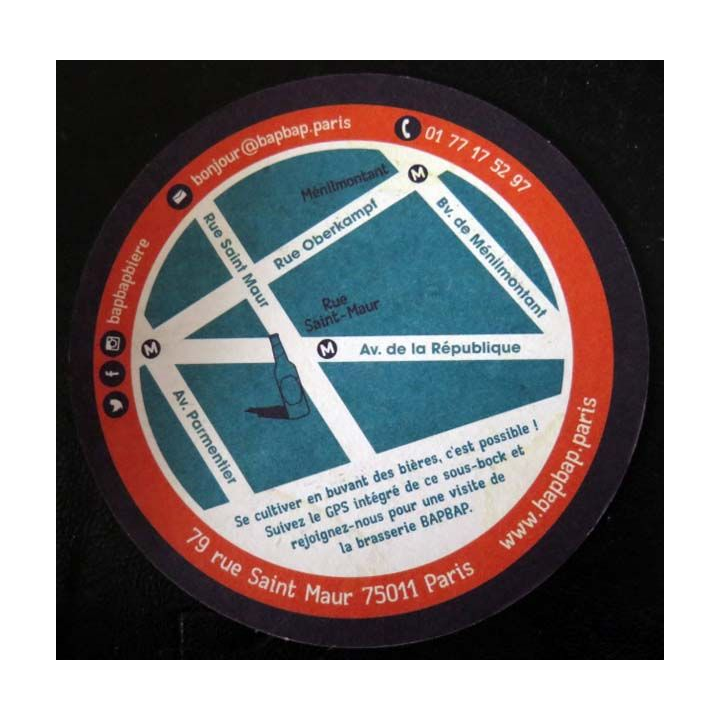 bonjour@bapbap.paris
01 77 17 52 97
bapbapbiere
Ménilmontant
M
Rue Saint Maur
Rue Oberkampf
Bv. de Ménilmontant
Rue
Saint-Maur
M
M
Av. de la République
Av. Parmentier
Se cultiver en buvant des bières, c'est possible !
Suivez le GPS intégré de ce sous-bock et
rejoignez-nous pour une visite de
la brasserie BAPBAP.
www.bapbap.paris
79 rue Saint Maur 75011 Paris